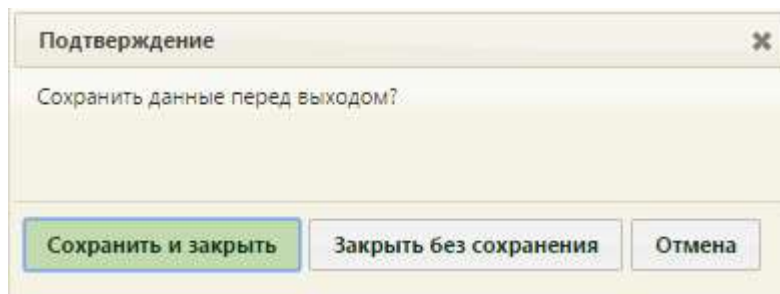 Подтверждение
Сохранить данные перед выходом?
Сохранить и закрыть Закрыть без сохранения Отмена